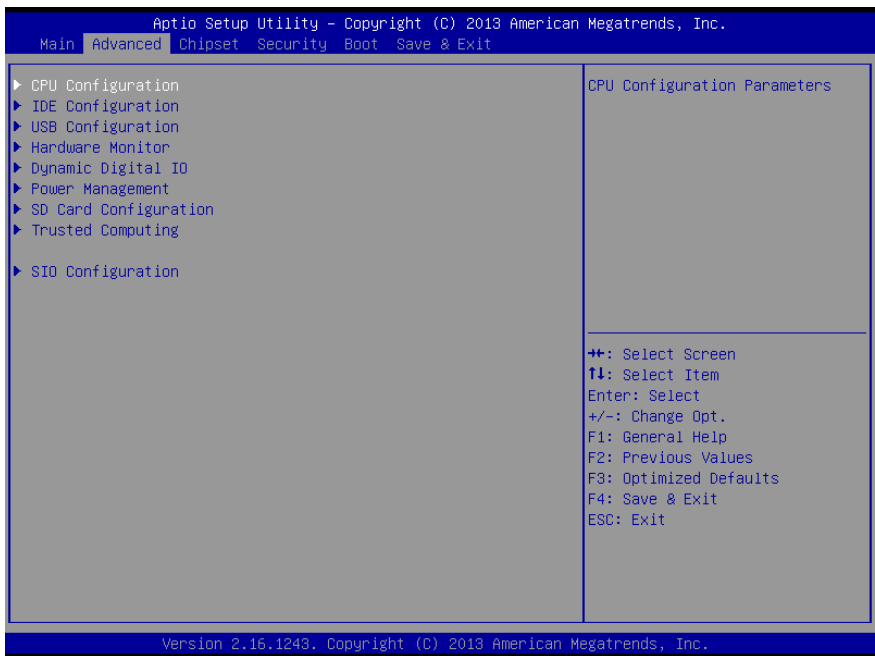 Aptio Setup Utility – Copyright (C) 2013 American Megatrends, Inc.
Main Advanced Chipset Security Boot Save & Exit
▶ CPU Configuration
▶ IDE Configuration
▶ USB Configuration
▶ Hardware Monitor
▶ Dynamic Digital IO
▶ Power Management
▶ SD Card Configuration
▶ Trusted Computing
▶ SIO Configuration
CPU Configuration Parameters
→←: Select Screen
↑↓: Select Item
Enter: Select
+/-: Change Opt.
F1: General Help
F2: Previous Values
F3: Optimized Defaults
F4: Save & Exit
ESC: Exit
Version 2.16.1243. Copyright (C) 2013 American Megatrends, Inc.